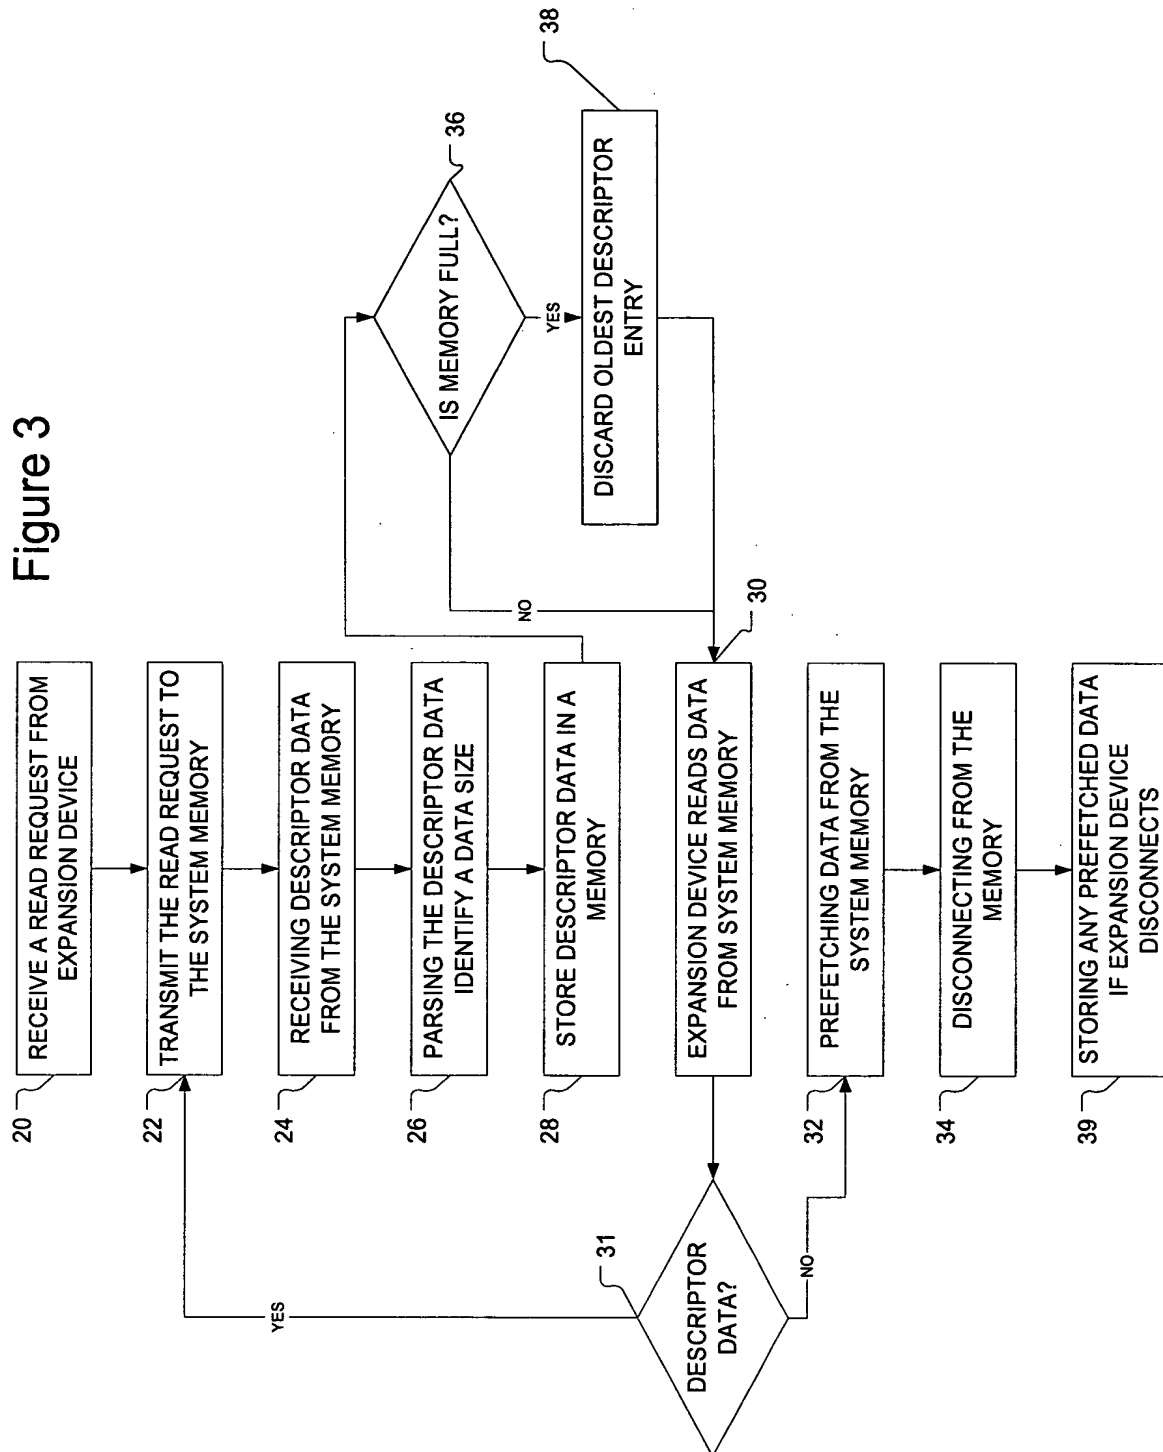 Figure 3
20
RECEIVE A READ REQUEST FROM
EXPANSION DEVICE
22
TRANSMIT THE READ REQUEST TO
THE SYSTEM MEMORY
24
RECEIVING DESCRIPTOR DATA
FROM THE SYSTEM MEMORY
26
PARSING THE DESCRIPTOR DATA
IDENTIFY A DATA SIZE
28
STORE DESCRIPTOR DATA IN A
MEMORY
36
IS MEMORY FULL?
YES
NO
38
DISCARD OLDEST DESCRIPTOR
ENTRY
30
EXPANSION DEVICE READS DATA
FROM SYSTEM MEMORY
31
DESCRIPTOR
DATA?
YES
NO
32
PREFETCHING DATA FROM THE
SYSTEM MEMORY
34
DISCONNECTING FROM THE
MEMORY
39
STORING ANY PREFETCHED DATA
IF EXPANSION DEVICE
DISCONNECTS